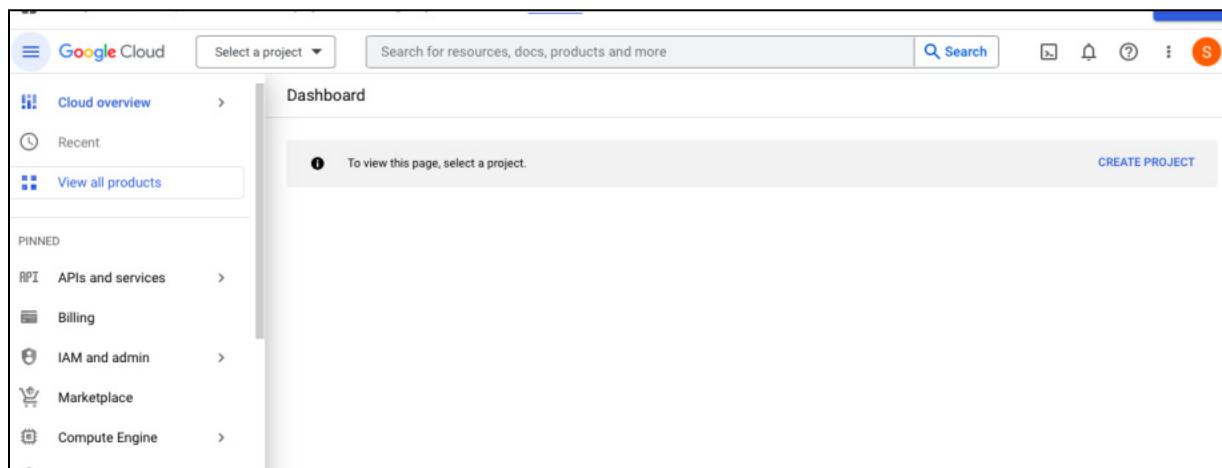 Google Cloud
Select a project
Search for resources, docs, products and more
Search
S
Cloud overview
Recent
View all products
PINNED
API APIs and services
Billing
IAM and admin
Marketplace
Compute Engine
Dashboard
To view this page, select a project.
CREATE PROJECT